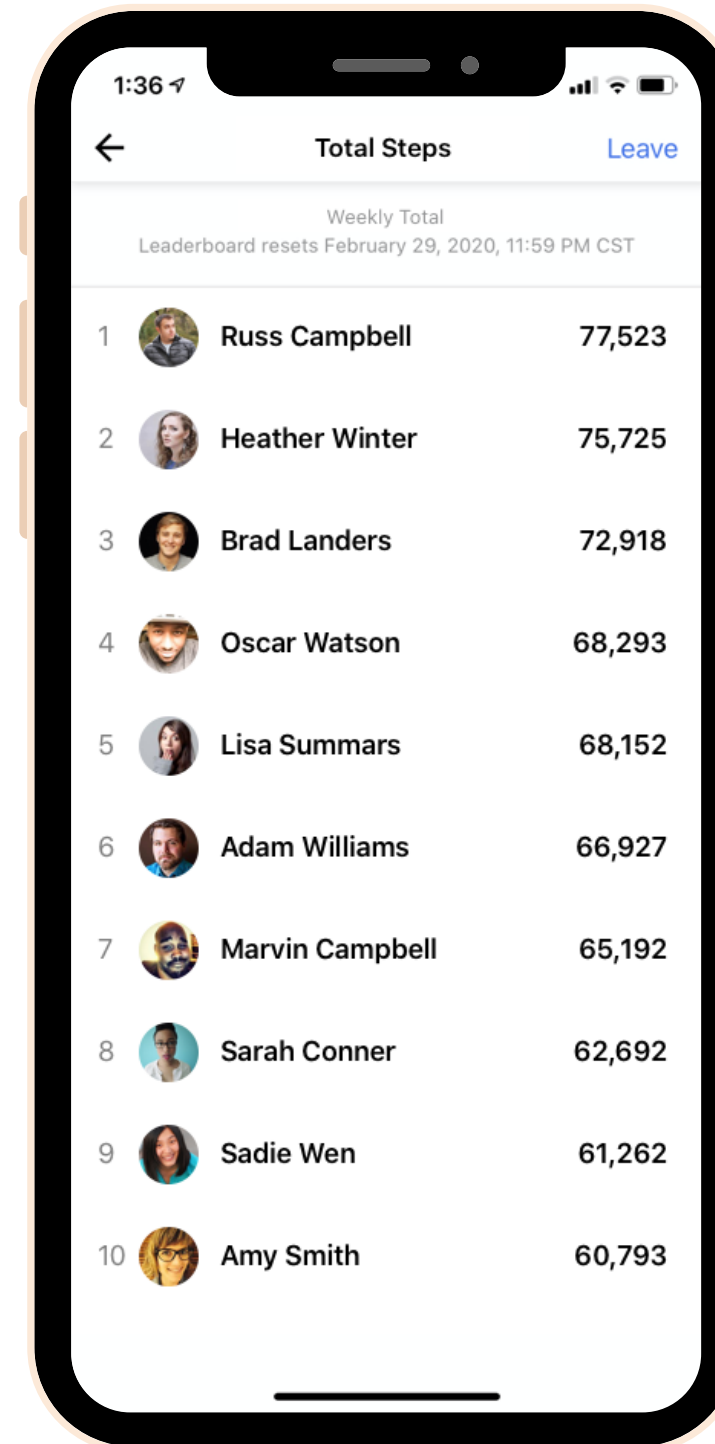 1:36
Total Steps
Leave
Weekly Total
Leaderboard resets February 29, 2020, 11:59 PM CST
1 Russ Campbell 77,523
2 Heather Winter 75,725
3 Brad Landers 72,918
4 Oscar Watson 68,293
5 Lisa Summars 68,152
6 Adam Williams 66,927
7 Marvin Campbell 65,192
8 Sarah Conner 62,692
9 Sadie Wen 61,262
10 Amy Smith 60,793